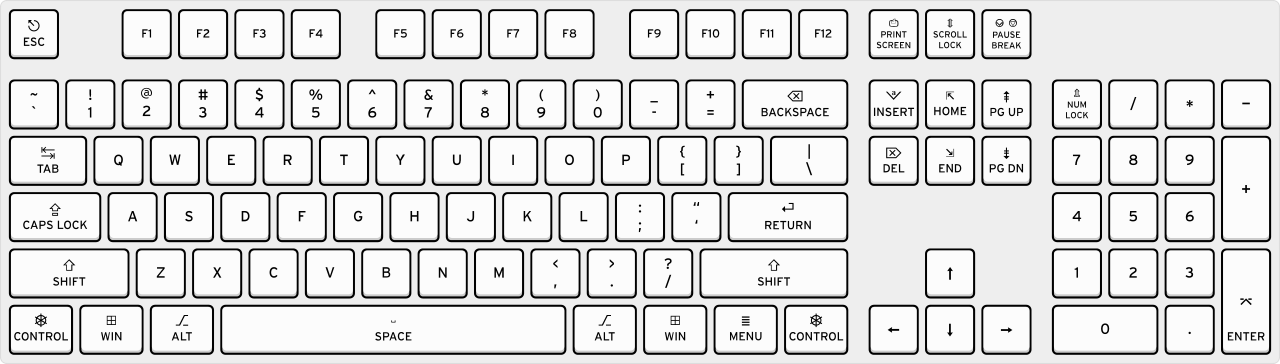 ESC F1 F2 F3 F4 F5 F6 F7 F8 F9 F10 F11 F12 PRINT SCREEN SCROLL LOCK PAUSE BREAK
~ ` ! 1 @ 2 # 3 $ 4 % 5 ^ 6 & 7 * 8 ( 9 ) 0 _ - + = BACKSPACE INSERT HOME PG UP NUM LOCK / * −
TAB Q W E R T Y U I O P { [ } ] | \ DEL END PG DN 7 8 9 +
CAPS LOCK A S D F G H J K L : ; “ ‘ RETURN 4 5 6
SHIFT Z X C V B N M < , > . ? / SHIFT ↑ 1 2 3 ENTER
CONTROL WIN ALT SPACE ALT WIN MENU CONTROL ← ↓ → 0 .